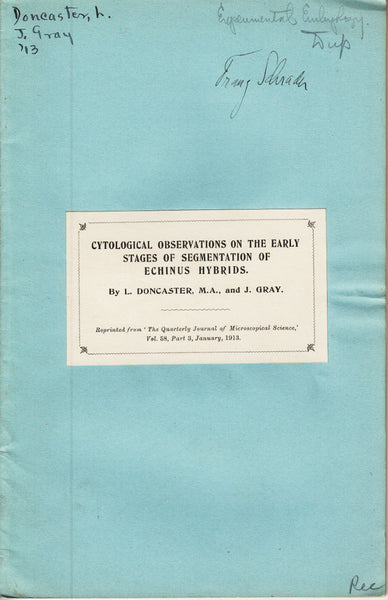 Doncaster, L.
J. Gray
'13
Experimental Embryology.
Dup
Franz Schrader
CYTOLOGICAL OBSERVATIONS ON THE EARLY
STAGES OF SEGMENTATION OF
ECHINUS HYBRIDS.
By L. DONCASTER, M.A., and J. GRAY.
Reprinted from 'The Quarterly Journal of Microscopical Science,'
Vol. 58, Part 3, January, 1913.
Rec